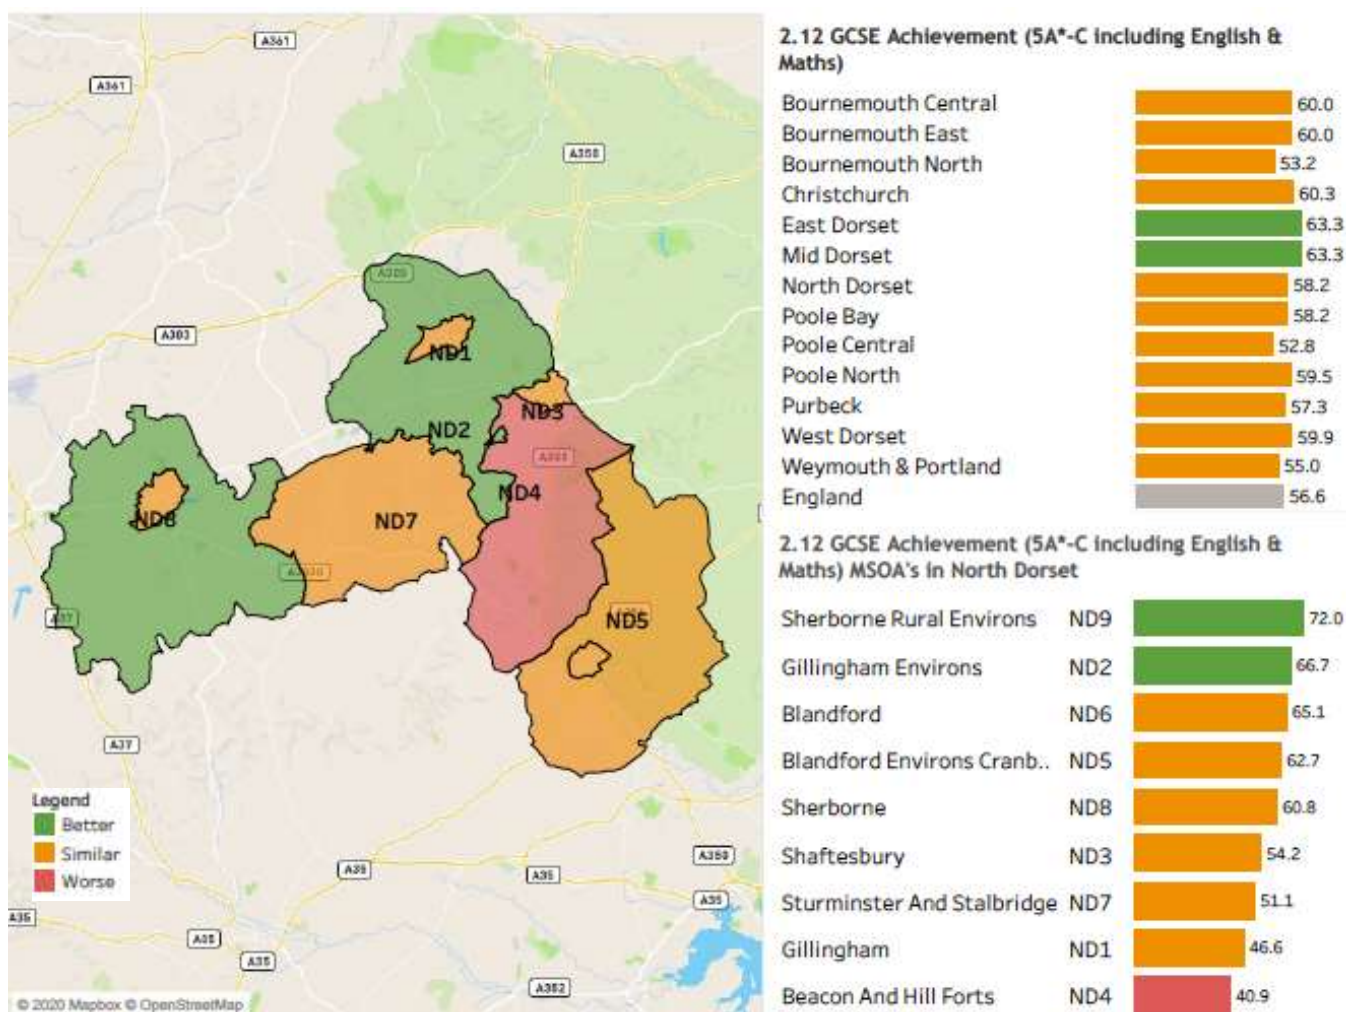 A361
A361
A350
A303
ND1
A303
ND3
ND2
ND4
ND8
ND7
ND5
A37
A37
Legend
Better
Similar
Worse
A35
A35
A35
A35
A350
A35
A352
© 2020 Mapbox © OpenStreetMap
2.12 GCSE Achievement (5A*-C including English &
Maths)
Bournemouth Central 60.0
Bournemouth East 60.0
Bournemouth North 53.2
Christchurch 60.3
East Dorset 63.3
Mid Dorset 63.3
North Dorset 58.2
Poole Bay 58.2
Poole Central 52.8
Poole North 59.5
Purbeck 57.3
West Dorset 59.9
Weymouth & Portland 55.0
England 56.6
2.12 GCSE Achievement (5A*-C including English &
Maths) MSOA's in North Dorset
Sherborne Rural Environs ND9 72.0
Gillingham Environs ND2 66.7
Blandford ND6 65.1
Blandford Environs Cranb.. ND5 62.7
Sherborne ND8 60.8
Shaftesbury ND3 54.2
Sturminster And Stalbridge ND7 51.1
Gillingham ND1 46.6
Beacon And Hill Forts ND4 40.9